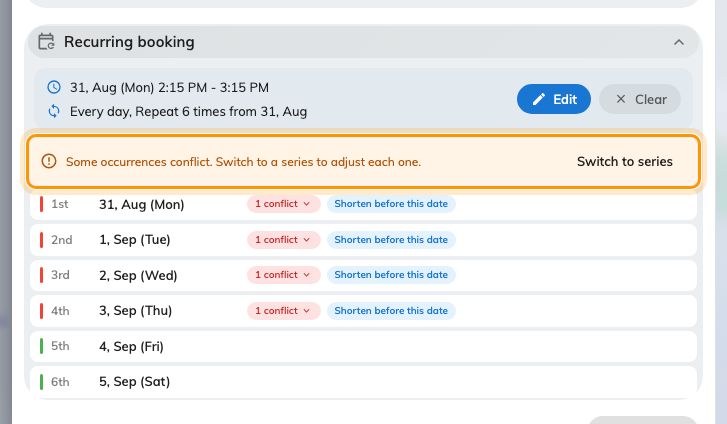 Recurring booking
31, Aug (Mon) 2:15 PM - 3:15 PM
Every day, Repeat 6 times from 31, Aug
Edit
Clear
Some occurrences conflict. Switch to a series to adjust each one.
Switch to series
1st 31, Aug (Mon) 1 conflict Shorten before this date
2nd 1, Sep (Tue) 1 conflict Shorten before this date
3rd 2, Sep (Wed) 1 conflict Shorten before this date
4th 3, Sep (Thu) 1 conflict Shorten before this date
5th 4, Sep (Fri)
6th 5, Sep (Sat)